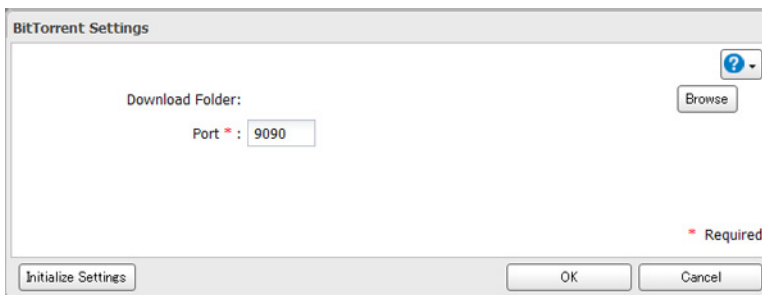 BitTorrent Settings
?
Download Folder:
Browse
Port * : 9090
* Required
Initialize Settings
OK
Cancel